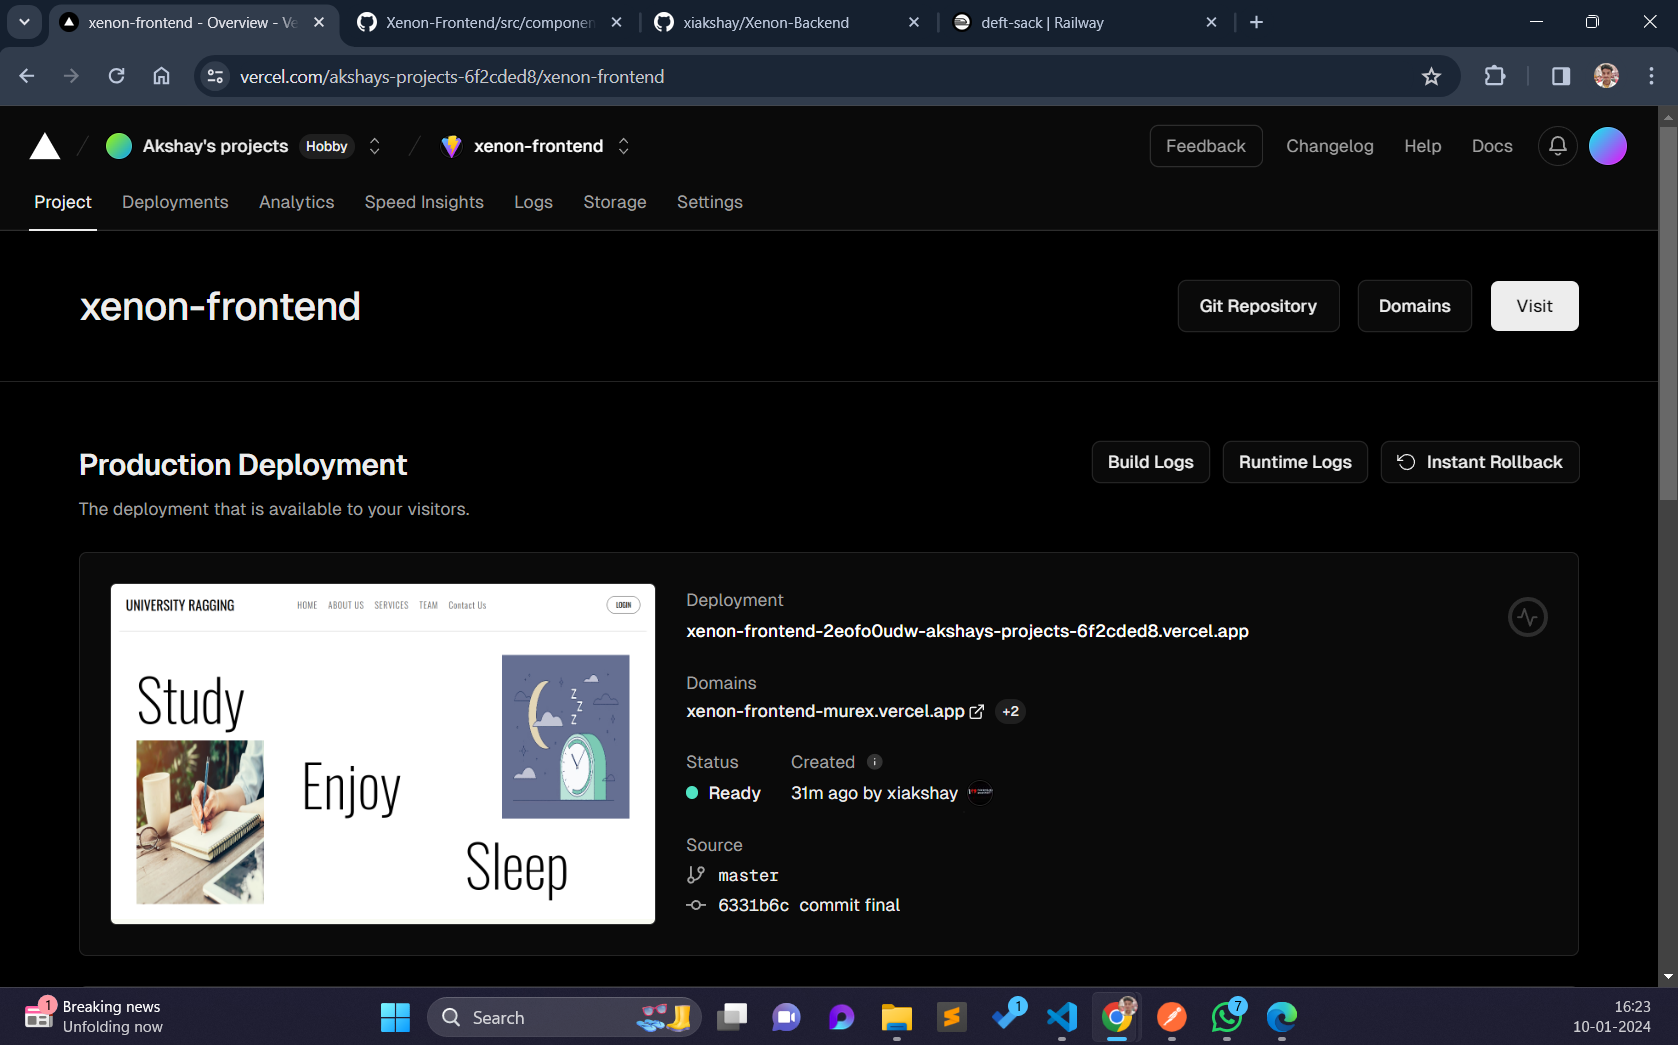 xenon-frontend - Overview - Ve
Xenon-Frontend/src/componen
xiakshay/Xenon-Backend
deft-sack | Railway
vercel.com/akshays-projects-6f2cded8/xenon-frontend
Akshay's projects Hobby
xenon-frontend
Feedback
Changelog
Help
Docs
Project
Deployments
Analytics
Speed Insights
Logs
Storage
Settings
xenon-frontend
Git Repository
Domains
Visit
Production Deployment
Build Logs
Runtime Logs
Instant Rollback
The deployment that is available to your visitors.
UNIVERSITY RAGGING
HOME ABOUT US SERVICES TEAM Contact Us
LOGIN
Study
Z
Z
Z
Enjoy
Sleep
Deployment
xenon-frontend-2eofo0udw-akshays-projects-6f2cded8.vercel.app
Domains
xenon-frontend-murex.vercel.app +2
Status Created
Ready 31m ago by xiakshay
Source
master
6331b6c commit final
1
Breaking news
Unfolding now
Search
1
7
16:23
10-01-2024